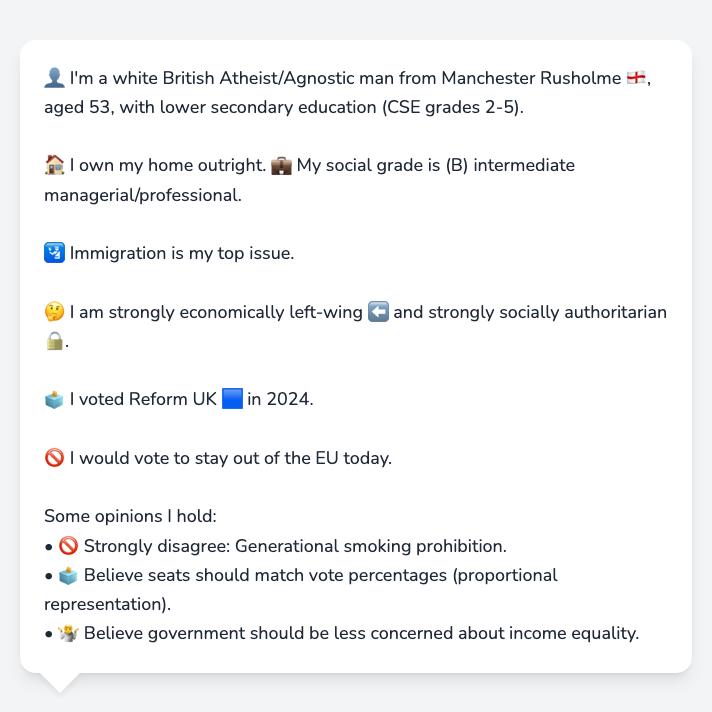 👤 I'm a white British Atheist/Agnostic man from Manchester Rusholme 🏴󠁧󠁢󠁥󠁮󠁧󠁿,
aged 53, with lower secondary education (CSE grades 2-5).
🏠 I own my home outright. 💼 My social grade is (B) intermediate
managerial/professional.
🛂 Immigration is my top issue.
🤔 I am strongly economically left-wing ⬅️ and strongly socially authoritarian
🔒.
🗳️ I voted Reform UK 🟦 in 2024.
🚫 I would vote to stay out of the EU today.
Some opinions I hold:
• 🚫 Strongly disagree: Generational smoking prohibition.
• 🗳️ Believe seats should match vote percentages (proportional
representation).
• 🤷 Believe government should be less concerned about income equality.